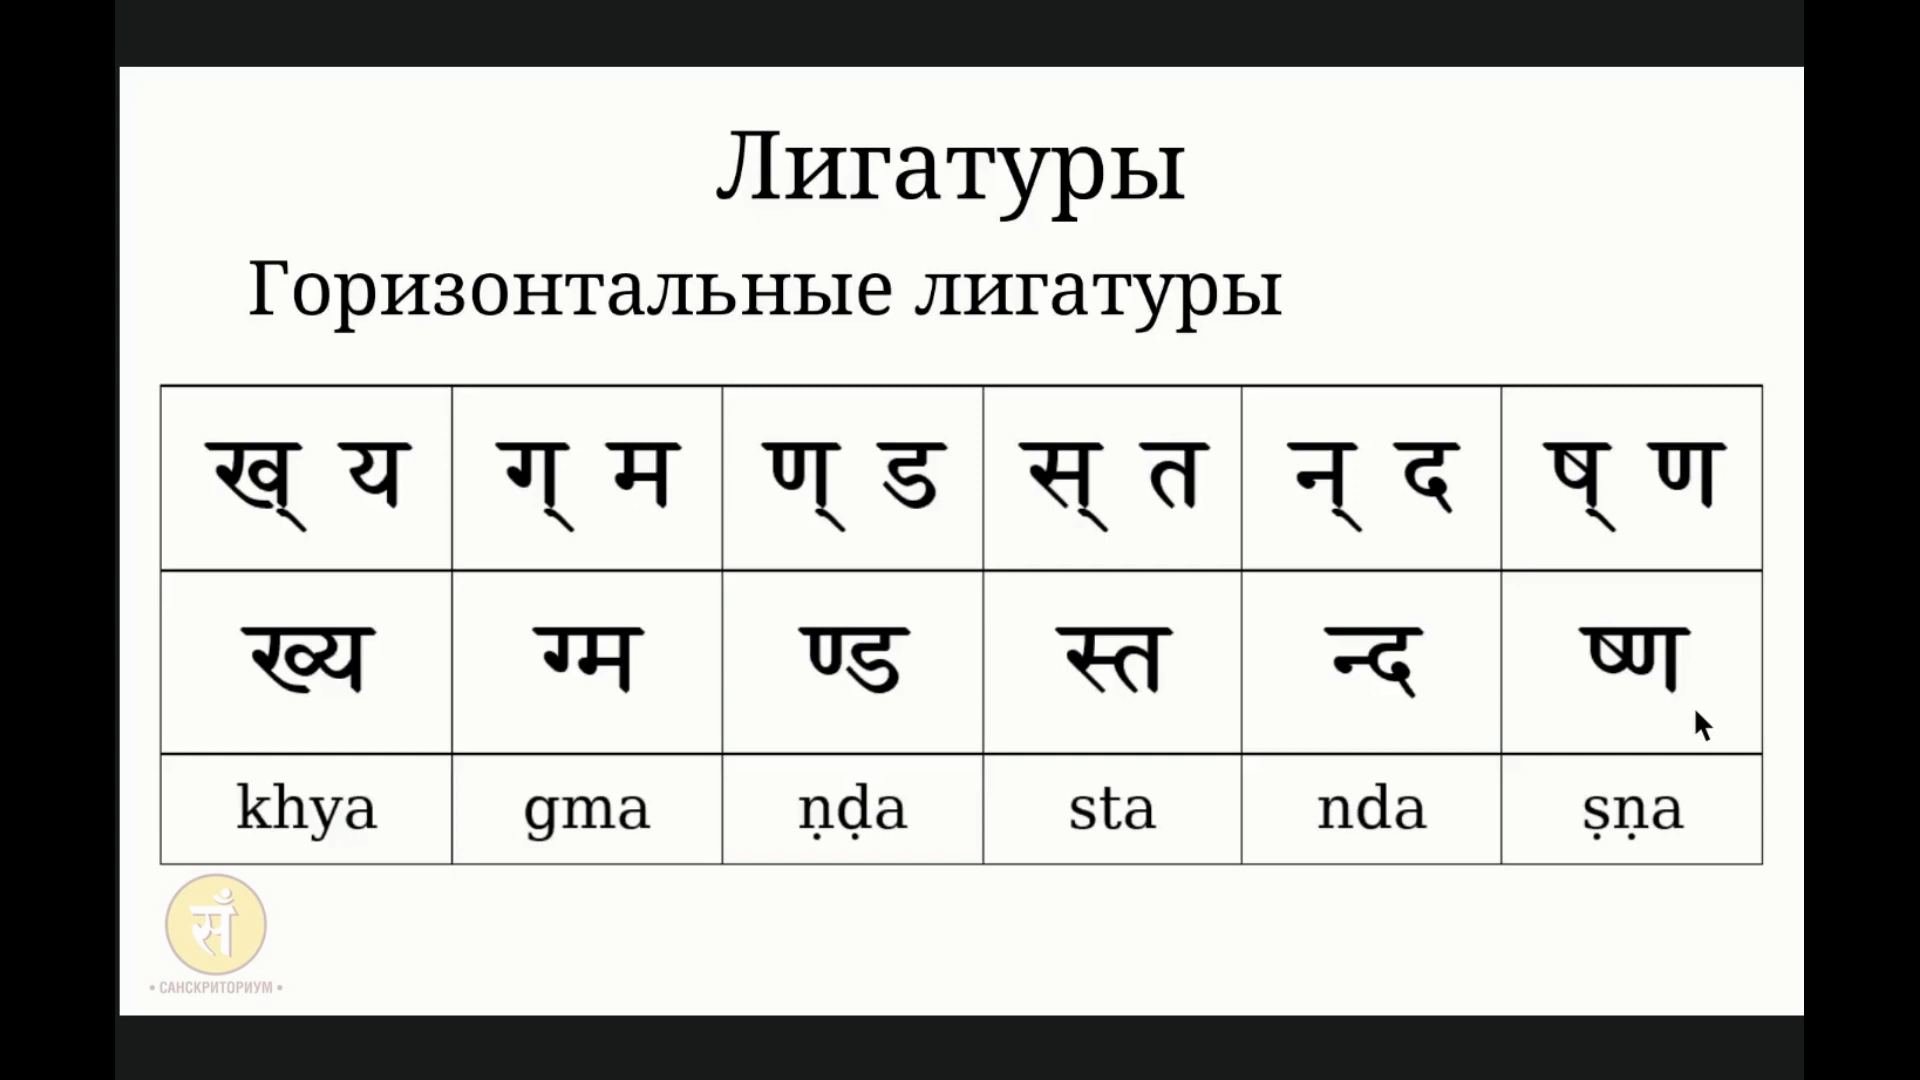 Лигатуры
Горизонтальные лигатуры
ख् य ग् म ण् ड स् त न् द ष् ण
ख्य ग्म ण्ड स्त न्द ष्ण
khya gma ṇḍa sta nda ṣṇa
सँ
• САНСКРИТОРИУМ •